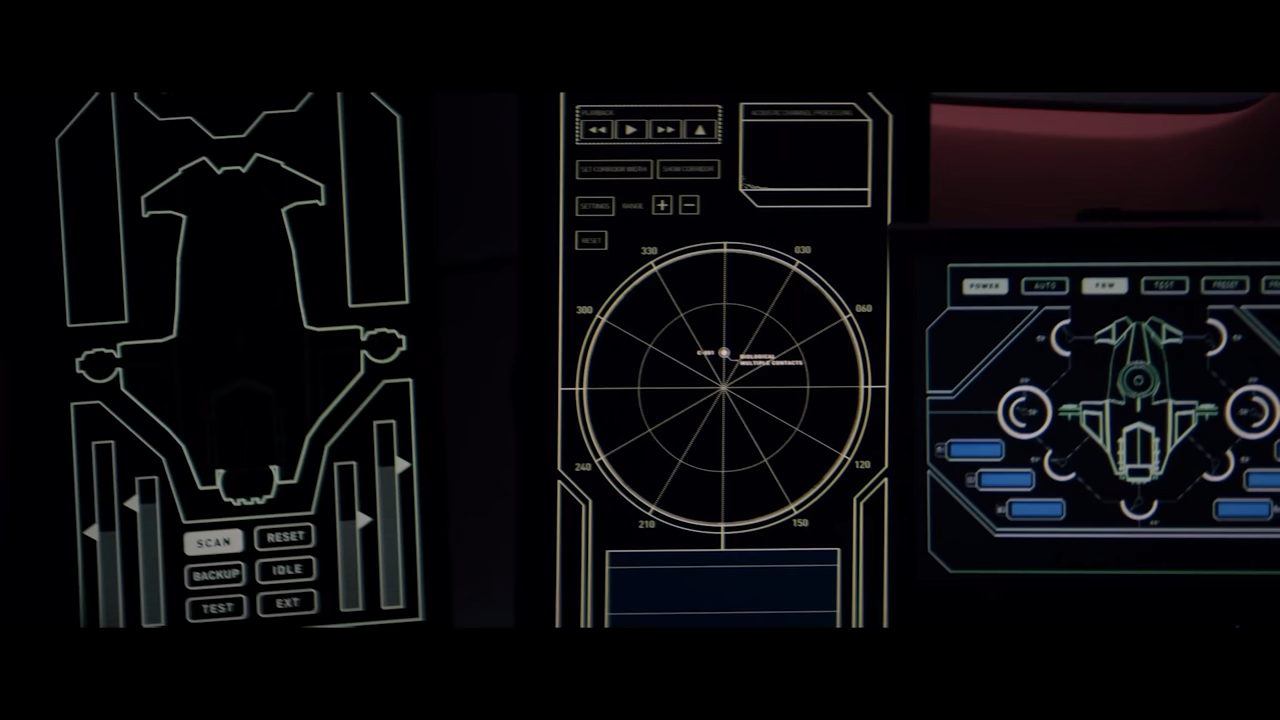 SCAN
RESET
BACKUP
IDLE
TEST
EXT
PLAYBACK
ACOUSTIC CHANNEL PROCESSING
SET CORRIDOR WIDTH
SHOW CORRIDOR
SETTINGS
RANGE
RESET
330
030
300
060
BIOLOGICAL
MULTIPLE CONTACTS
240
120
210
150
POWER
AUTO
TEST
PRESET